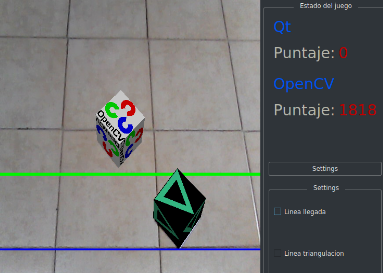 Estado del juego
Qt
Puntaje: 0
OpenCV
Puntaje: 1818
Settings
Settings
Linea llegada
Linea triangulacion
OpenCV